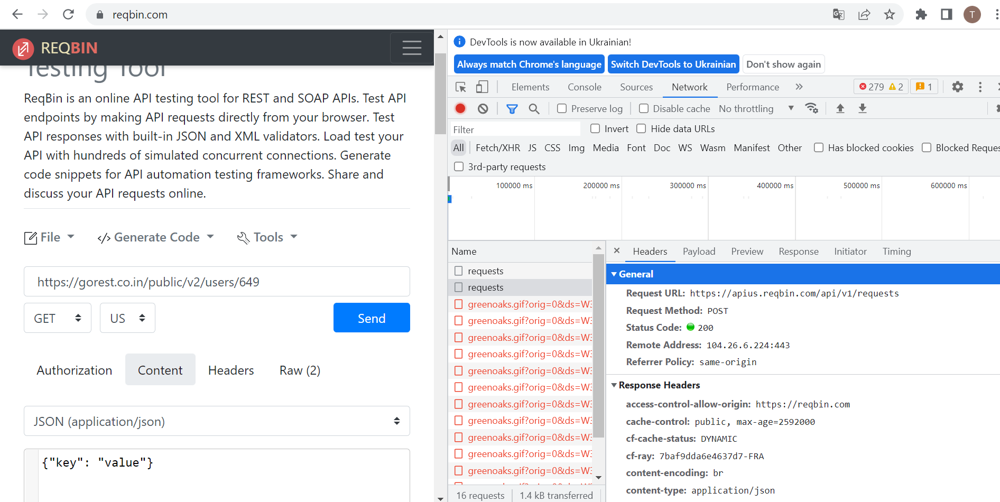 reqbin.com
T
REQBIN
Testing Tool
ReqBin is an online API testing tool for REST and SOAP APIs. Test API
endpoints by making API requests directly from your browser. Test
API responses with built-in JSON and XML validators. Load test your
API with hundreds of simulated concurrent connections. Generate
code snippets for API automation testing frameworks. Share and
discuss your API requests online.
File
</> Generate Code
Tools
https://gorest.co.in/public/v2/users/649
GET
US
Send
Authorization
Content
Headers
Raw (2)
JSON (application/json)
{"key": "value"}
DevTools is now available in Ukrainian!
Always match Chrome's language
Switch DevTools to Ukrainian
Don't show again
Elements
Console
Sources
Network
Performance
279
2
1
Preserve log
Disable cache
No throttling
Filter
Invert
Hide data URLs
All
Fetch/XHR
JS
CSS
Img
Media
Font
Doc
WS
Wasm
Manifest
Other
Has blocked cookies
Blocked Reques
3rd-party requests
100000 ms
200000 ms
300000 ms
400000 ms
500000 ms
600000 ms
Name
requests
requests
greenoaks.gif?orig=0&ds=W3
greenoaks.gif?orig=0&ds=W3
greenoaks.gif?orig=0&ds=W3
greenoaks.gif?orig=0&ds=W3
greenoaks.gif?orig=0&ds=W3
greenoaks.gif?orig=0&ds=W3
greenoaks.gif?orig=0&ds=W3
greenoaks.gif?orig=0&ds=W3
greenoaks.gif?orig=0&ds=W3
greenoaks.gif?orig=0&ds=W3
greenoaks.gif?orig=0&ds=W3
16 requests
1.4 kB transferred
Headers
Payload
Preview
Response
Initiator
Timing
General
Request URL: https://apius.reqbin.com/api/v1/requests
Request Method: POST
Status Code: 200
Remote Address: 104.26.6.224:443
Referrer Policy: same-origin
Response Headers
access-control-allow-origin: https://reqbin.com
cache-control: public, max-age=2592000
cf-cache-status: DYNAMIC
cf-ray: 7baf9dda6e4637d7-FRA
content-encoding: br
content-type: application/json